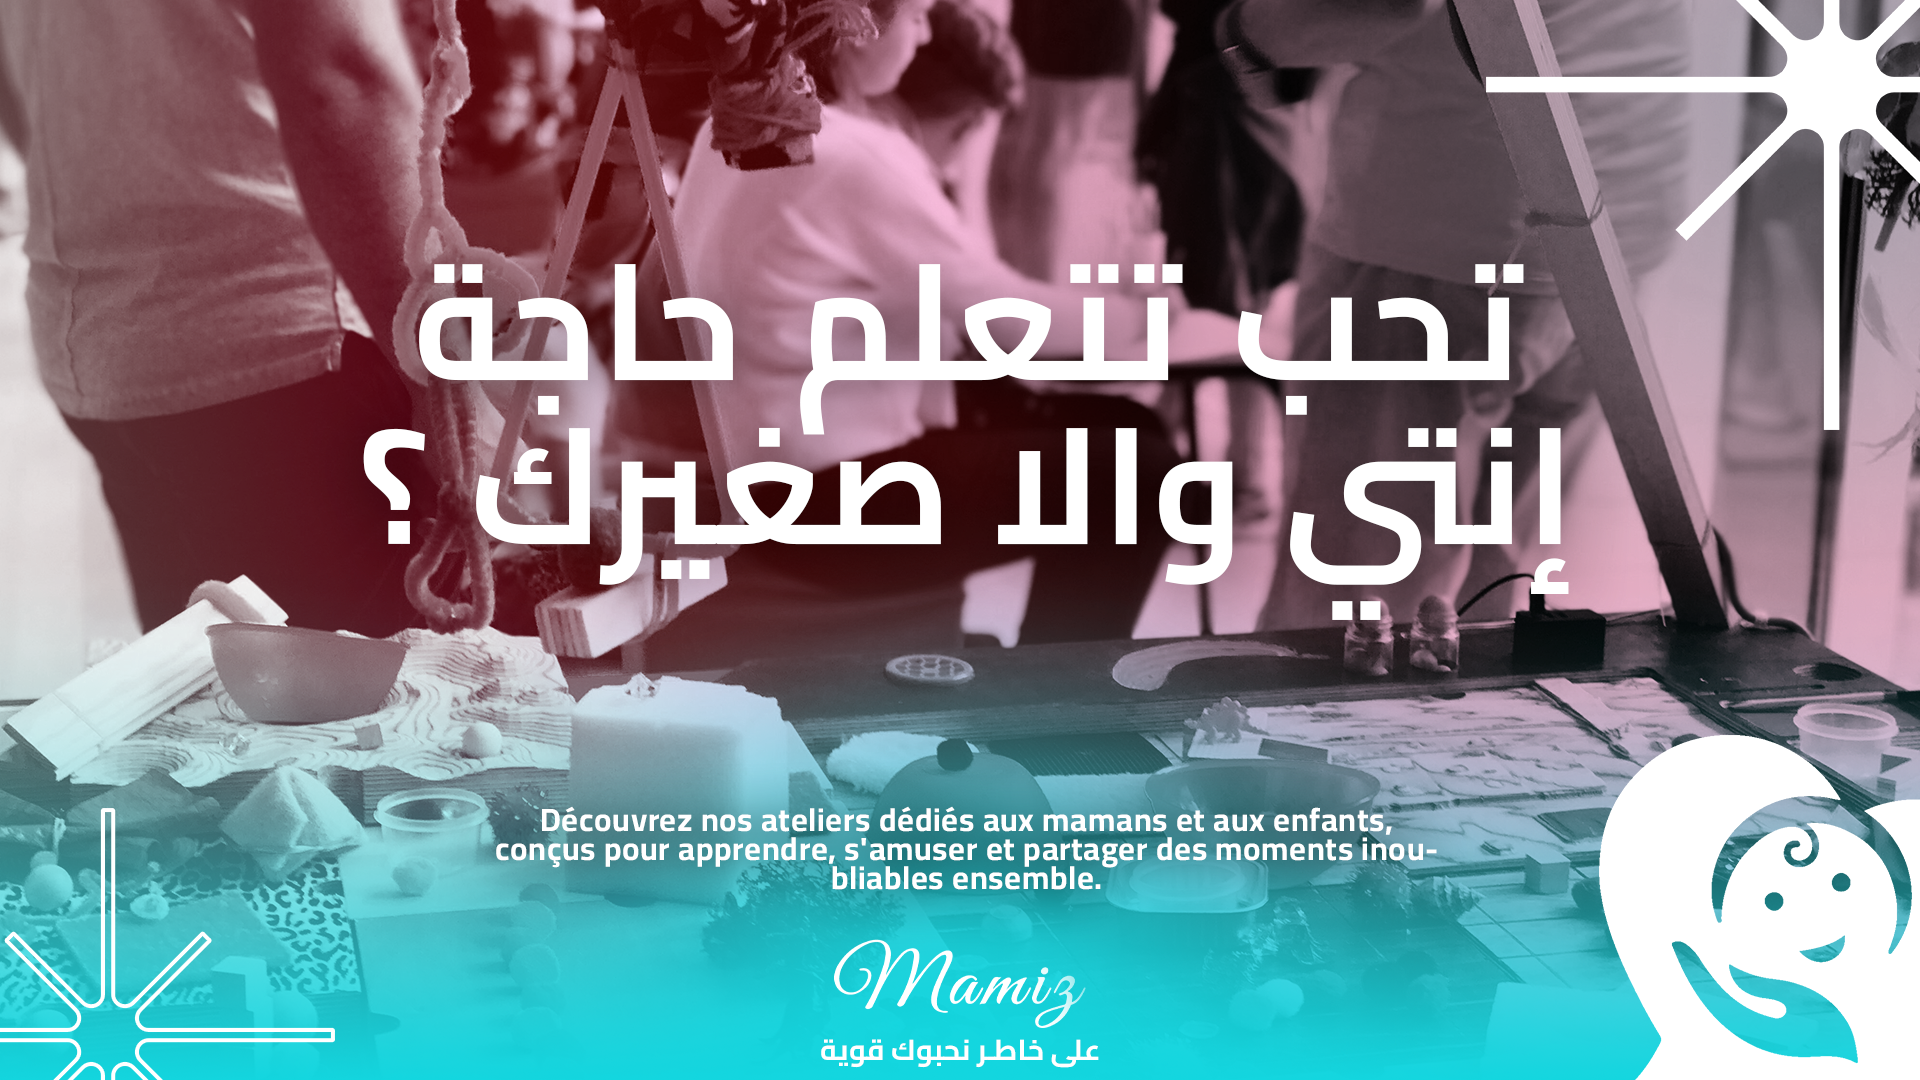 تحب تتعلم حاجة
إنتي والا صغيرك ؟
Découvrez nos ateliers dédiés aux mamans et aux enfants,
conçus pour apprendre, s'amuser et partager des moments inou-
bliables ensemble.
Mamiz
على خاطر نحبوك قوية